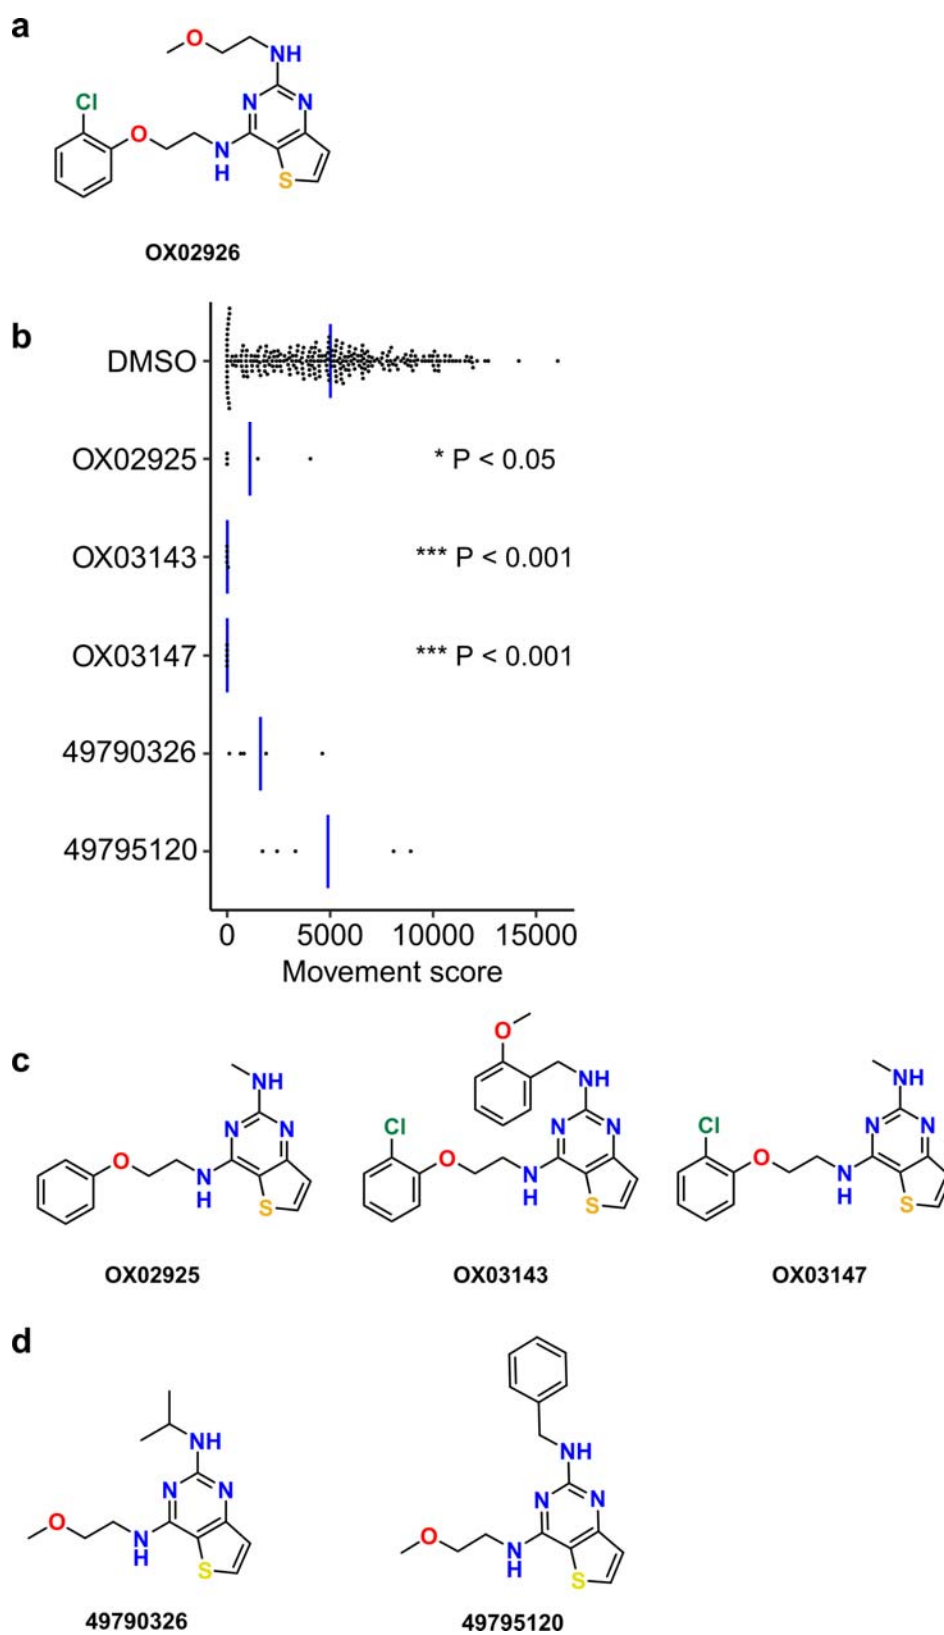 a
O
NH
Cl
N
N
O
N
H
S
OX02926
b
DMSO
OX02925
* P < 0.05
OX03143
*** P < 0.001
OX03147
*** P < 0.001
49790326
49795120
0 5000 10000 15000
Movement score
c
O
NH
NH
NH
Cl
N
N
N
N
Cl
N
N
O
O
O
N
H
S
N
H
S
N
H
S
OX02925
OX03143
OX03147
d
NH
NH
N
N
N
N
O
O
N
H
S
N
H
S
49790326
49795120